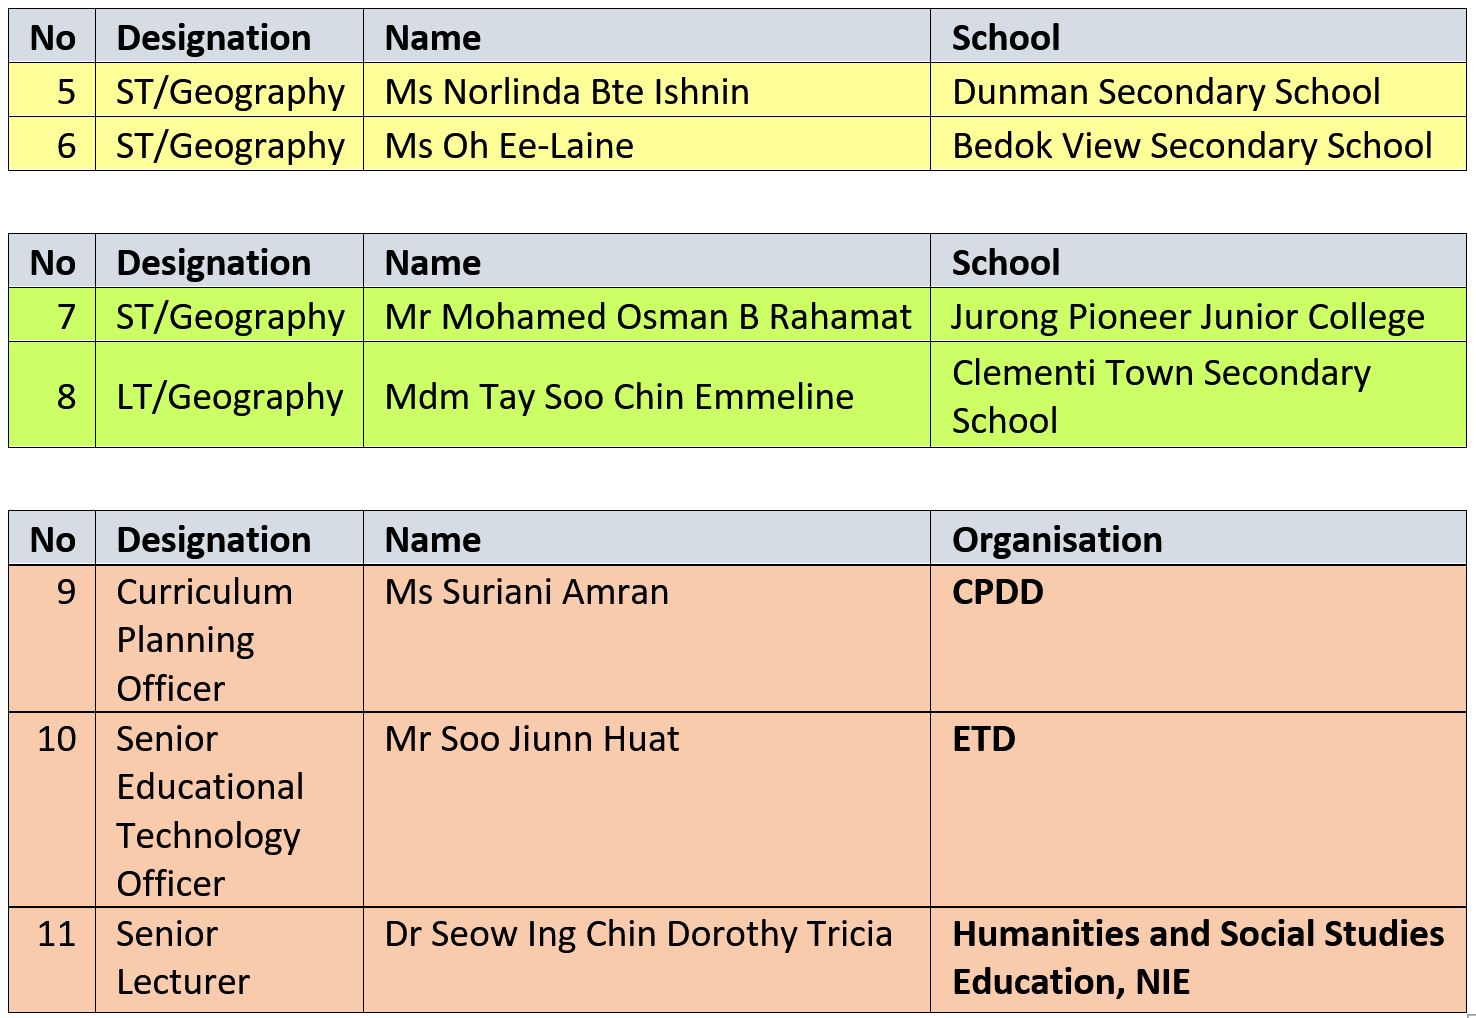 No Designation Name School
5 ST/Geography Ms Norlinda Bte Ishnin Dunman Secondary School
6 ST/Geography Ms Oh Ee-Laine Bedok View Secondary School
No Designation Name School
7 ST/Geography Mr Mohamed Osman B Rahamat Jurong Pioneer Junior College
8 LT/Geography Mdm Tay Soo Chin Emmeline Clementi Town Secondary
School
No Designation Name Organisation
9 Curriculum Ms Suriani Amran CPDD
Planning
Officer
10 Senior Mr Soo Jiunn Huat ETD
Educational
Technology
Officer
11 Senior Dr Seow Ing Chin Dorothy Tricia Humanities and Social Studies
Lecturer Education, NIE